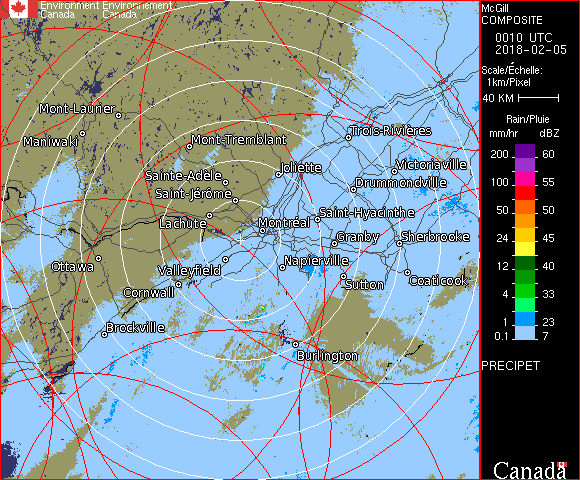 Environment Environnement
Canada Canada
Mont-Laurier
Maniwaki
Mont-Tremblant
Trois-Rivières
Sainte-Adèle
Joliette
Victoriaville
Saint-Jérôme
Drummondville
Lachute
Montréal
Saint-Hyacinthe
Granby
Sherbrooke
Ottawa
Valleyfield
Napierville
Cornwall
Sutton
Coaticook
Brockville
Burlington
McGill
COMPOSITE
0010 UTC
2018-02-05
Scale/Échelle:
1km/Pixel
40 KM
Rain/Pluie
mm/hr dBZ
200 60
100 55
50 50
24 45
12 40
4 33
1 23
0.1 7
PRECIPET
Canada